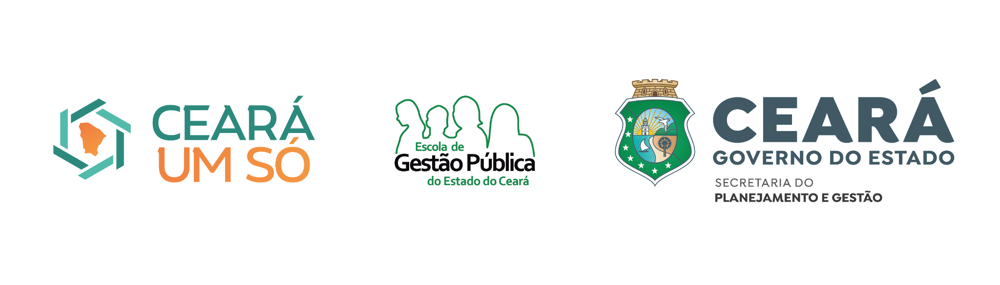 CEARÁ
UM SÓ
Escola de
Gestão Pública
do Estado do Ceará
CEARÁ
GOVERNO DO ESTADO
SECRETARIA DO
PLANEJAMENTO E GESTÃO